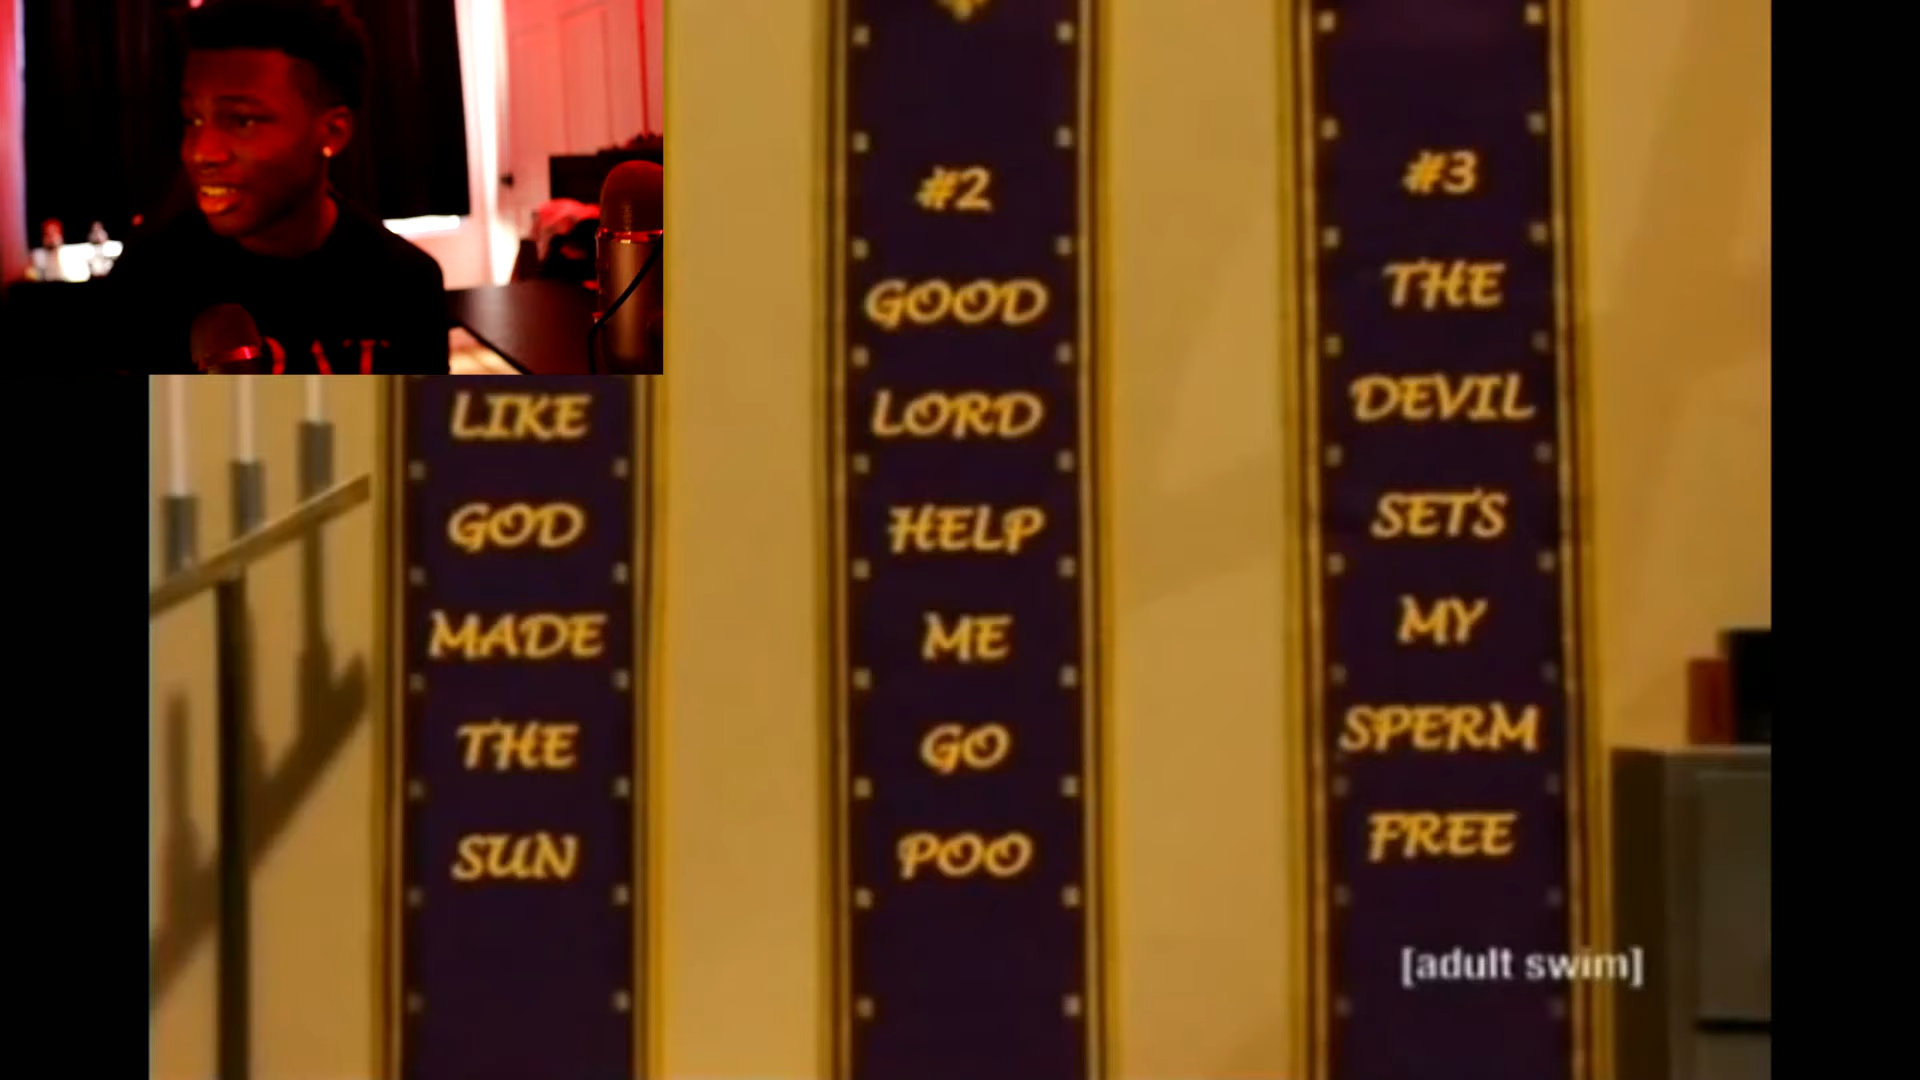 LIKE
GOD
MADE
THE
SUN
#2
GOOD
LORD
HELP
ME
GO
POO
#3
THE
DEVIL
SETS
MY
SPERM
FREE
[adult swim]